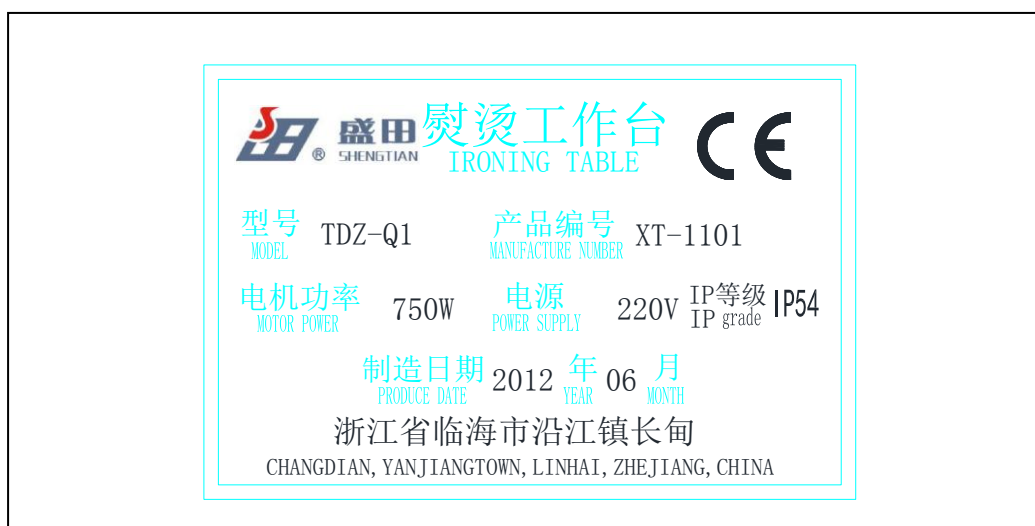 盛田 ® SHENGTIAN
熨烫工作台
IRONING TABLE
CE
型号 MODEL TDZ-Q1 产品编号 MANUFACTURE NUMBER XT-1101
电机功率 MOTOR POWER 750W 电源 POWER SUPPLY 220V IP等级 IP grade IP54
制造日期 PRODUCE DATE 2012 年 YEAR 06 月 MONTH
浙江省临海市沿江镇长甸
CHANGDIAN, YANJIANGTOWN, LINHAI, ZHEJIANG, CHINA